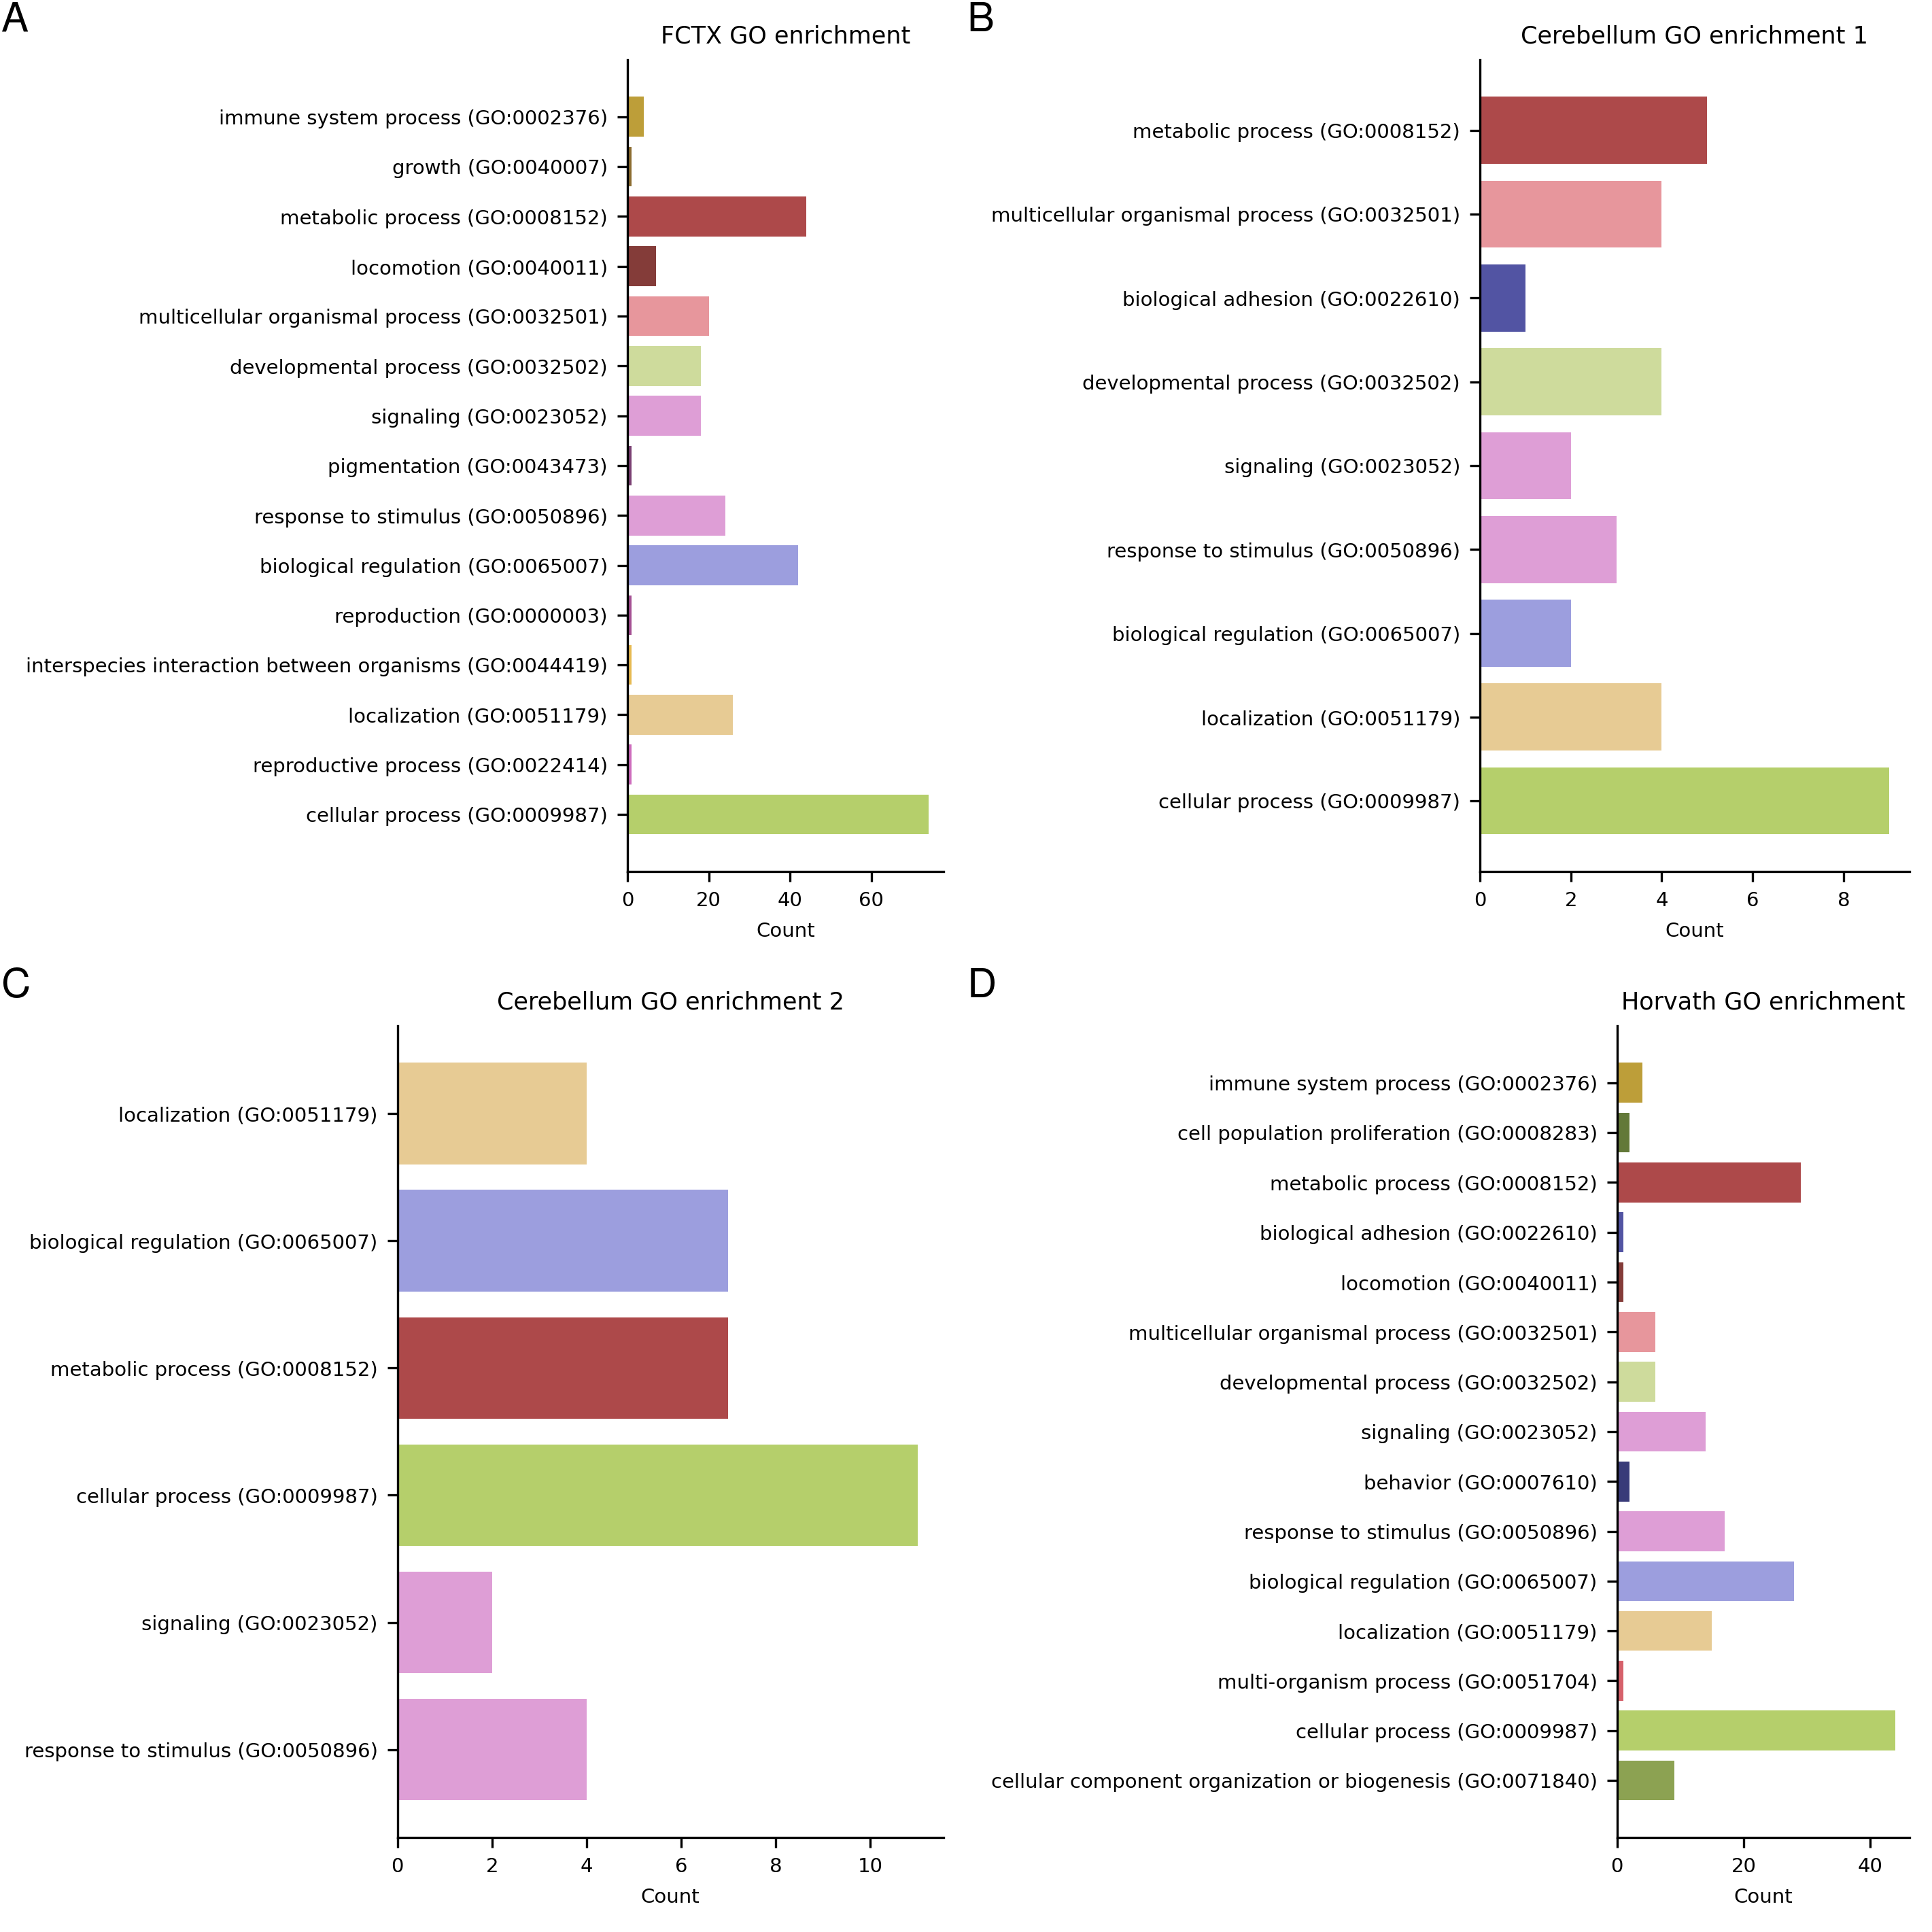 A
FCTX GO enrichment
immune system process (GO:0002376)
growth (GO:0040007)
metabolic process (GO:0008152)
locomotion (GO:0040011)
multicellular organismal process (GO:0032501)
developmental process (GO:0032502)
signaling (GO:0023052)
pigmentation (GO:0043473)
response to stimulus (GO:0050896)
biological regulation (GO:0065007)
reproduction (GO:0000003)
interspecies interaction between organisms (GO:0044419)
localization (GO:0051179)
reproductive process (GO:0022414)
cellular process (GO:0009987)
0 20 40 60
Count
B
Cerebellum GO enrichment 1
metabolic process (GO:0008152)
multicellular organismal process (GO:0032501)
biological adhesion (GO:0022610)
developmental process (GO:0032502)
signaling (GO:0023052)
response to stimulus (GO:0050896)
biological regulation (GO:0065007)
localization (GO:0051179)
cellular process (GO:0009987)
0 2 4 6 8
Count
C
Cerebellum GO enrichment 2
localization (GO:0051179)
biological regulation (GO:0065007)
metabolic process (GO:0008152)
cellular process (GO:0009987)
signaling (GO:0023052)
response to stimulus (GO:0050896)
0 2 4 6 8 10
Count
D
Horvath GO enrichment
immune system process (GO:0002376)
cell population proliferation (GO:0008283)
metabolic process (GO:0008152)
biological adhesion (GO:0022610)
locomotion (GO:0040011)
multicellular organismal process (GO:0032501)
developmental process (GO:0032502)
signaling (GO:0023052)
behavior (GO:0007610)
response to stimulus (GO:0050896)
biological regulation (GO:0065007)
localization (GO:0051179)
multi-organism process (GO:0051704)
cellular process (GO:0009987)
cellular component organization or biogenesis (GO:0071840)
0 20 40
Count